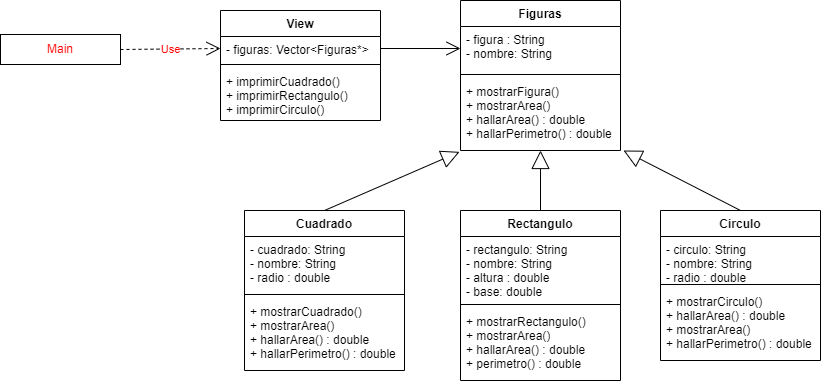 Main
Use
View
- figuras: Vector<Figuras*>
+ imprimirCuadrado()
+ imprimirRectangulo()
+ imprimirCirculo()
Figuras
- figura : String
- nombre: String
+ mostrarFigura()
+ mostrarArea()
+ hallarArea() : double
+ hallarPerimetro() : double
Cuadrado
- cuadrado: String
- nombre: String
- radio : double
+ mostrarCuadrado()
+ mostrarArea()
+ hallarArea() : double
+ hallarPerimetro() : double
Rectangulo
- rectangulo: String
- nombre: String
- altura : double
- base: double
+ mostrarRectangulo()
+ mostrarArea()
+ hallarArea() : double
+ perimetro() : double
Circulo
- circulo: String
- nombre: String
- radio : double
+ mostrarCirculo()
+ hallarArea() : double
+ mostrarArea()
+ hallarPerimetro() : double